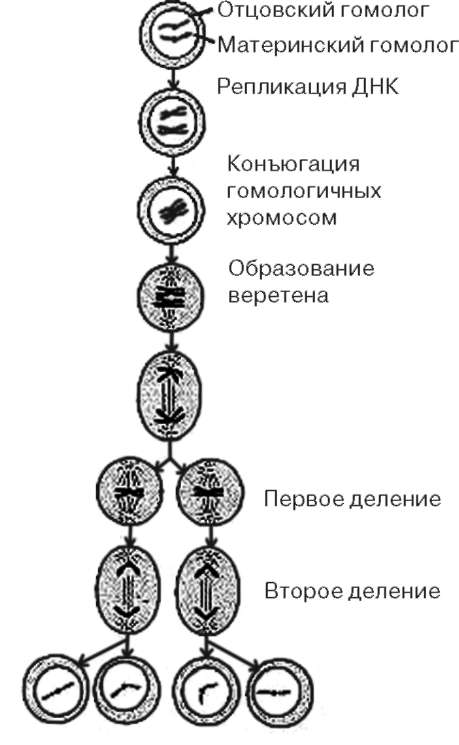 Отцовский гомолог
Материнский гомолог
Репликация ДНК
Конъюгация
гомологичных
хромосом
Образование
веретена
Первое деление
Второе деление